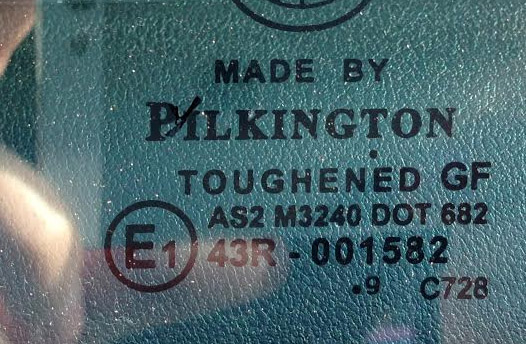 MADE BY
PILKINGTON
TOUGHENED GF
AS2 M3240 DOT 682
E1 43R - 001582
.9 C728